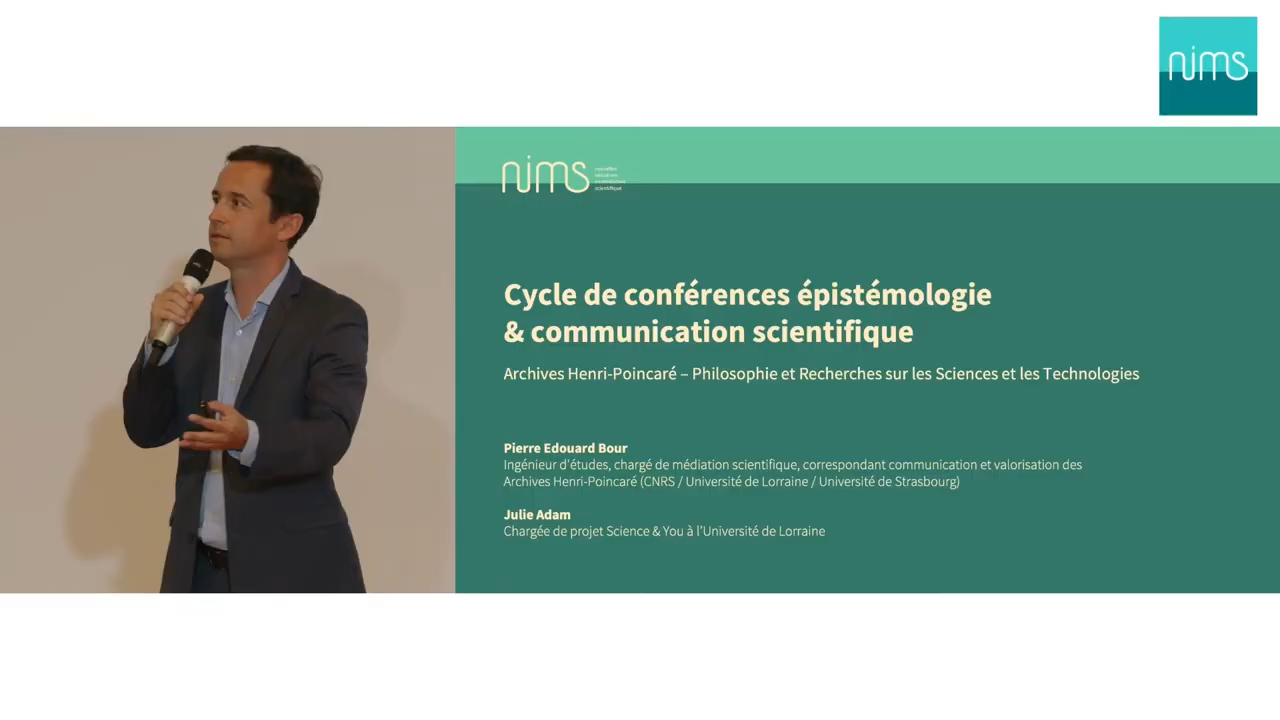 nims
nims
scientifique
Cycle de conférences épistémologie
& communication scientifique
Archives Henri-Poincaré – Philosophie et Recherches sur les Sciences et les Technologies
Pierre Edouard Bour
Ingénieur d'études, chargé de médiation scientifique, correspondant communication et valorisation des
Archives Henri-Poincaré (CNRS / Université de Lorraine / Université de Strasbourg)
Julie Adam
Chargée de projet Science & You à l'Université de Lorraine